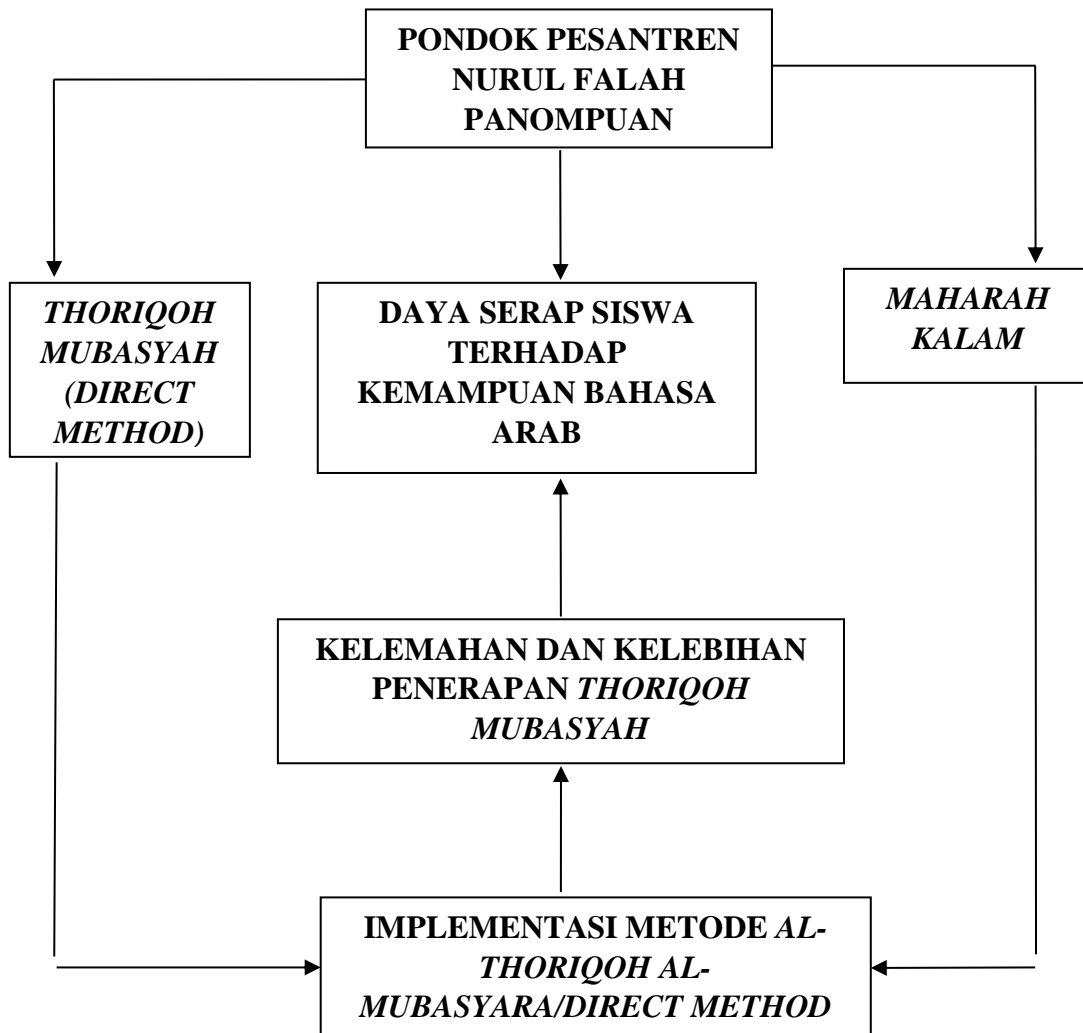 PONDOK PESANTREN
NURUL FALAH
PANOMPUAN
THORIQOH
MUBASYAH
(DIRECT
METHOD)
DAYA SERAP SISWA
TERHADAP
KEMAMPUAN BAHASA
ARAB
MAHARAH
KALAM
KELEMAHAN DAN KELEBIHAN
PENERAPAN THORIQOH
MUBASYAH
IMPLEMENTASI METODE AL-
THORIQOH AL-
MUBASYARA/DIRECT METHOD